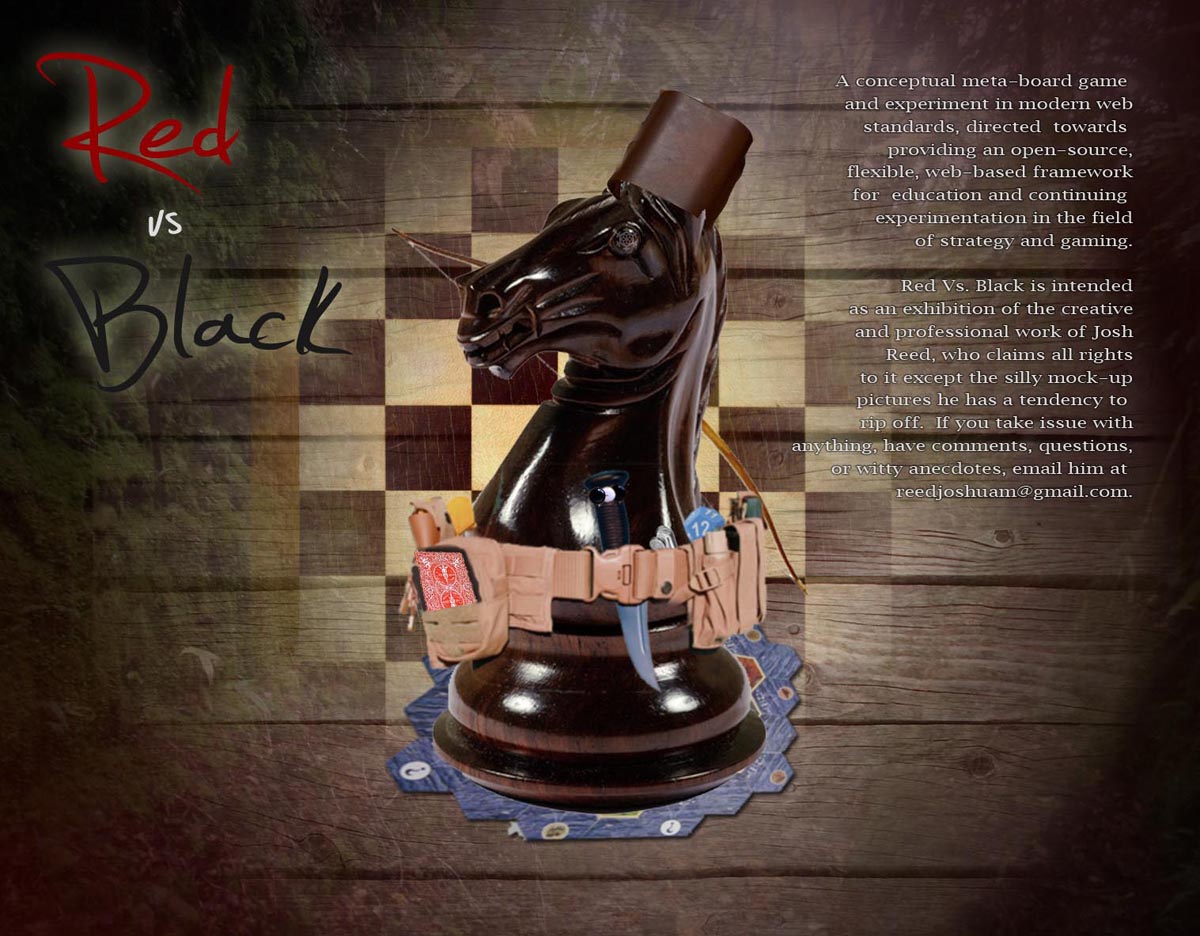 Red
vs
Black
A conceptual meta-board game
and experiment in modern web
standards, directed towards
providing an open-source,
flexible, web-based framework
for education and continuing
experimentation in the field
of strategy and gaming.
Red Vs. Black is intended
as an exhibition of the creative
and professional work of Josh
Reed, who claims all rights
to it except the silly mock-up
pictures he has a tendency to
rip off. If you take issue with
anything, have comments, questions,
or witty anecdotes, email him at
reedjoshuam@gmail.com.
12
?
?